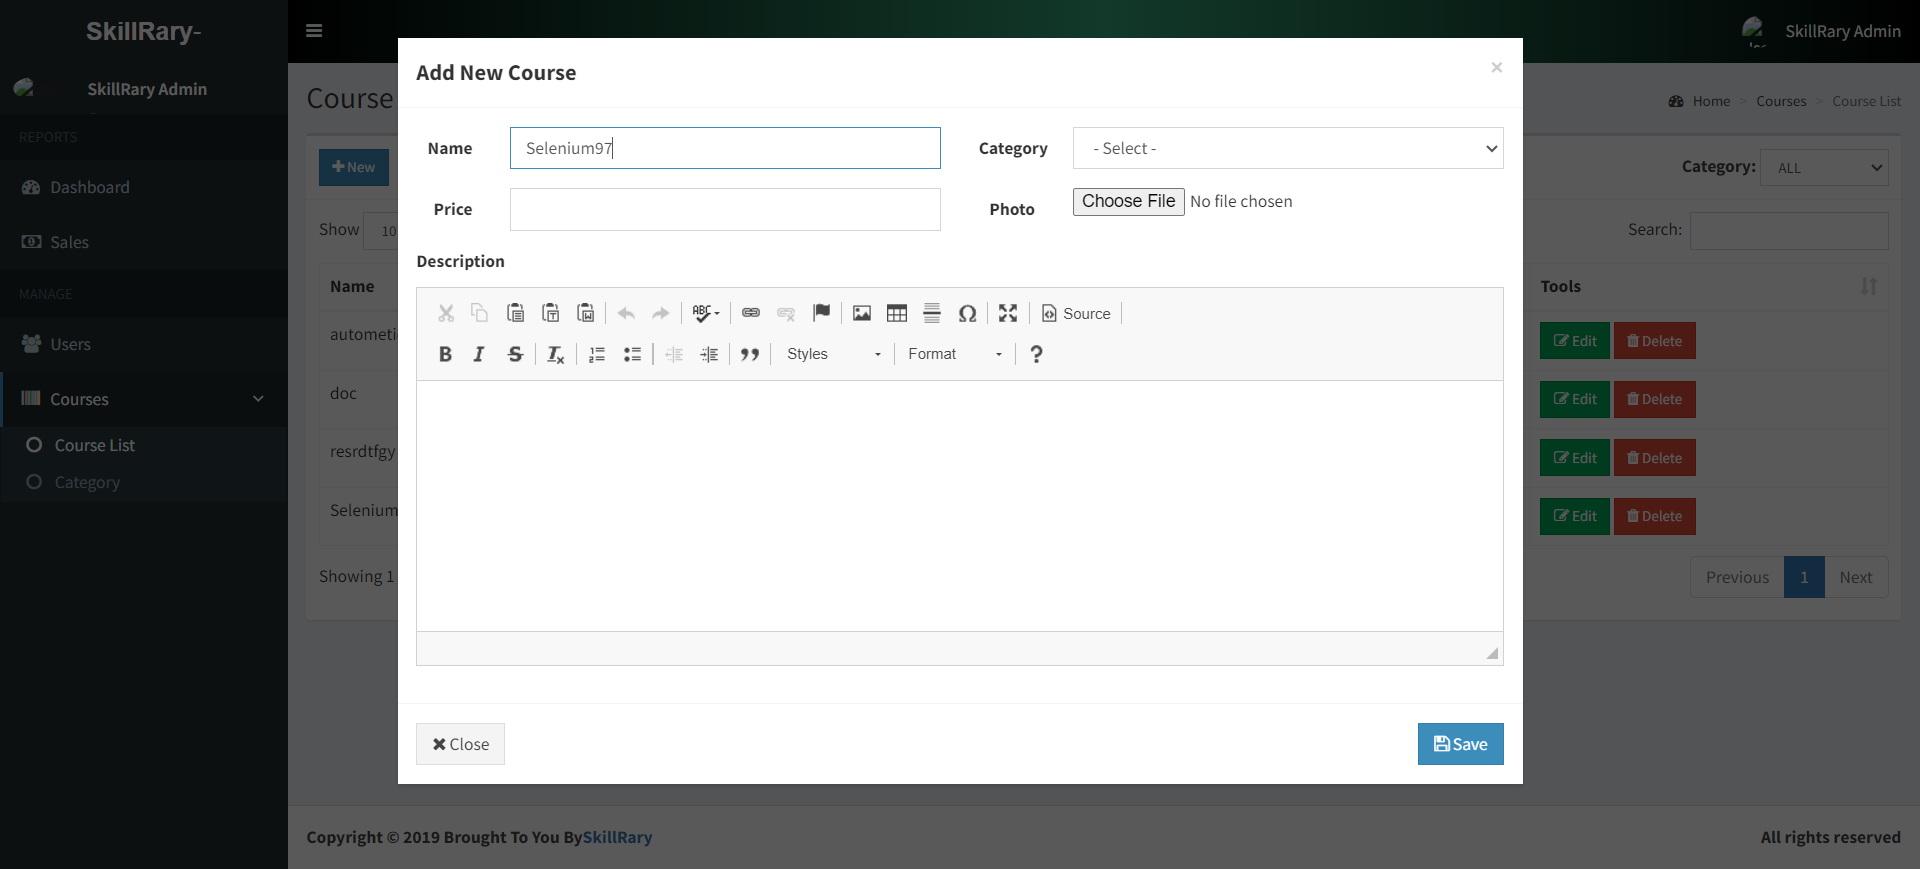 SkillRary-
SkillRary Admin
SkillRary Admin
REPORTS
Dashboard
Sales
MANAGE
Users
Courses
Course List
Category
Course
Home > Courses > Course List
New
Category: ALL
Show 10
Search:
Name
Tools
autometi
Edit Delete
doc
Edit Delete
resrdtfgy
Edit Delete
Selenium
Edit Delete
Showing 1
Previous 1 Next
Add New Course
×
Name Selenium97
Category - Select -
Price
Photo Choose File No file chosen
Description
ABC Ω Source
B I S Tx Styles Format ?
Close
Save
Copyright © 2019 Brought To You BySkillRary
All rights reserved